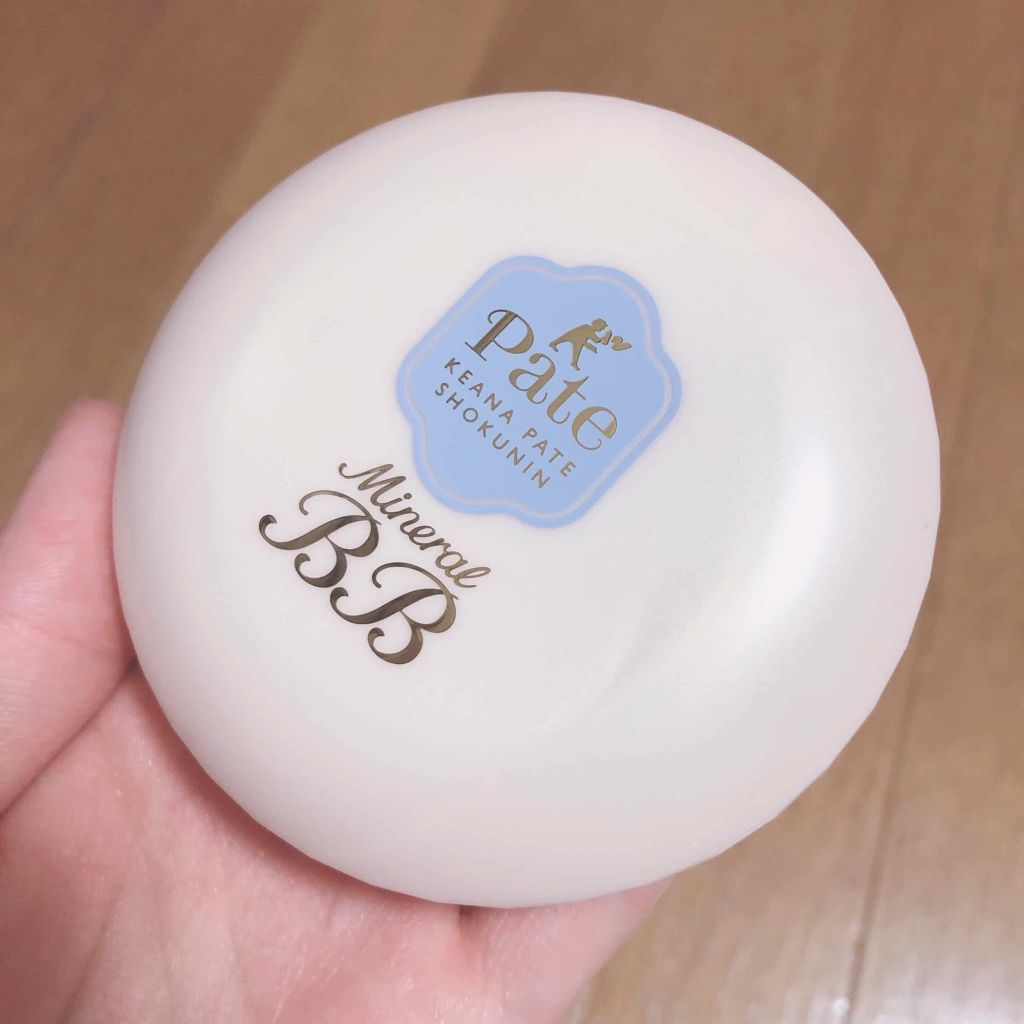 Pate
KEANA PATE
SHOKUNIN
Mineral
BB